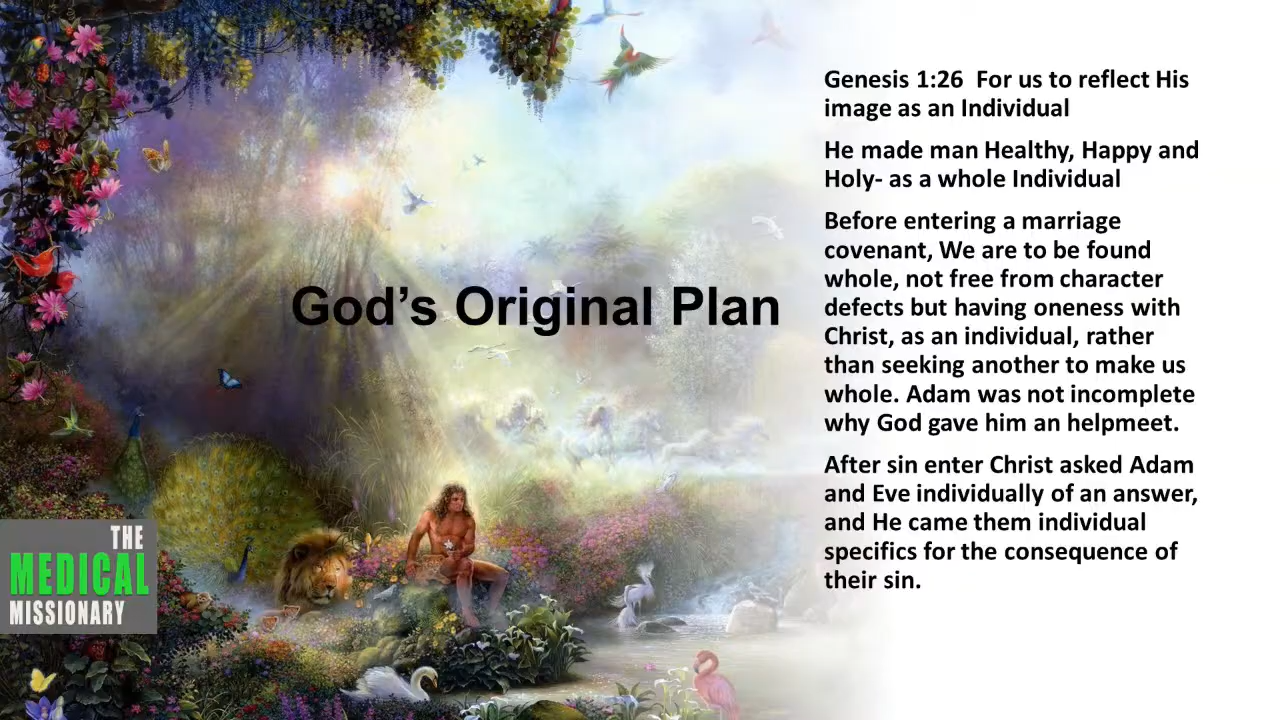 God’s Original Plan
Genesis 1:26  For us to reflect His
image as an Individual
He made man Healthy, Happy and
Holy- as a whole Individual
Before entering a marriage
covenant, We are to be found
whole, not free from character
defects but having oneness with
Christ, as an individual, rather
than seeking another to make us
whole. Adam was not incomplete
why God gave him an helpmeet.
After sin enter Christ asked Adam
and Eve individually of an answer,
and He came them individual
specifics for the consequence of
their sin.
THE
MEDICAL
MISSIONARY